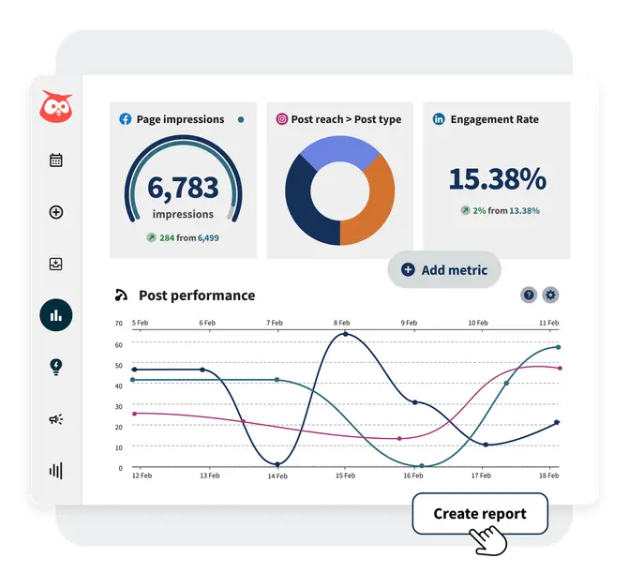 Page impressions
6,783
impressions
284 from 6,499
Post reach > Post type
Engagement Rate
15.38%
2% from 13.38%
Add metric
Post performance
?
70 5 Feb 6 Feb 7 Feb 8 Feb 9 Feb 10 Feb 11 Feb
60
50
40
30
20
10
0
12 Feb 13 Feb 14 Feb 15 Feb 16 Feb 17 Feb 18 Feb
Create report